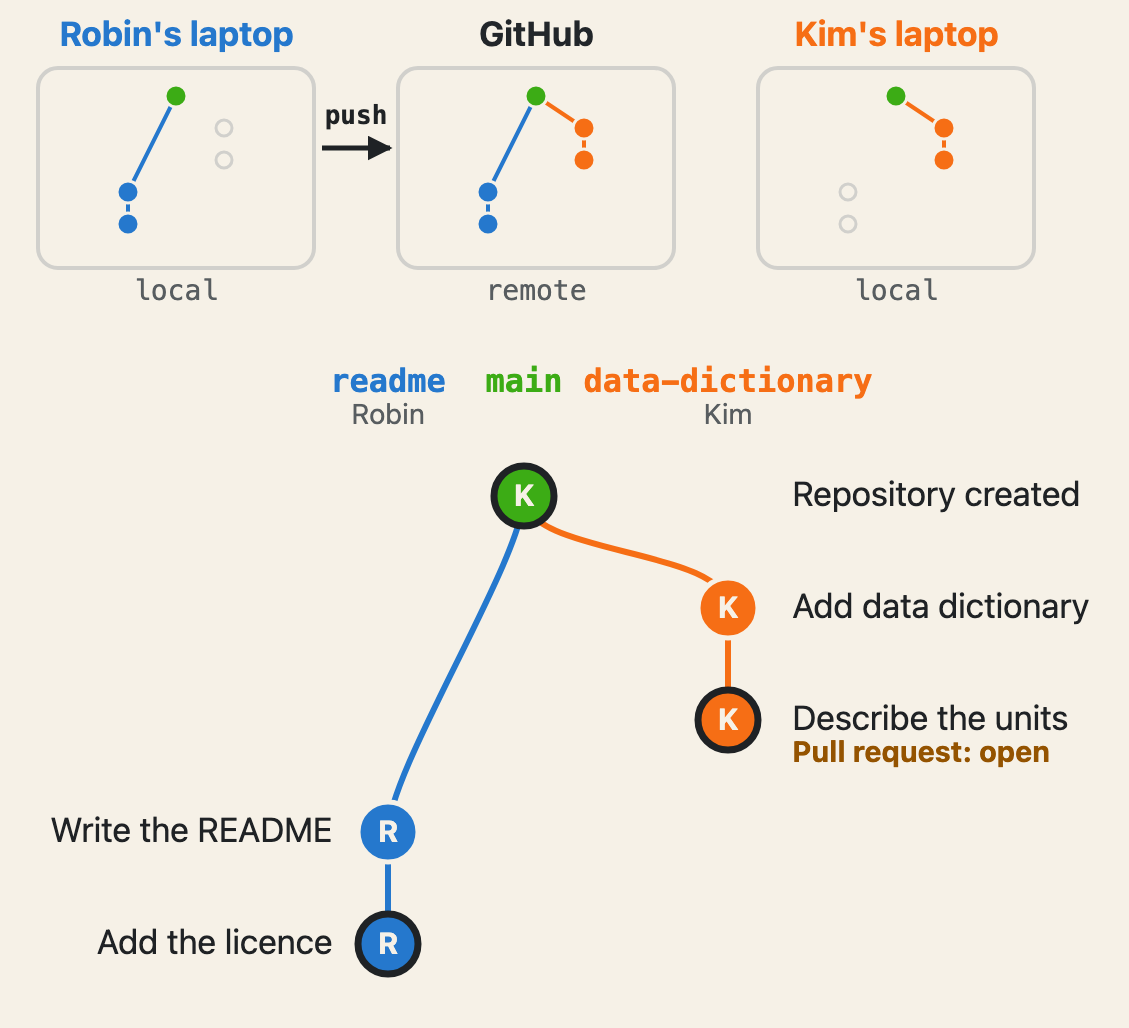 Robin's laptop
GitHub
Kim's laptop
push
local
remote
local
readme
main
data-dictionary
Robin
Kim
K
Repository created
K
Add data dictionary
K
Describe the units
Pull request: open
Write the README
R
Add the licence
R